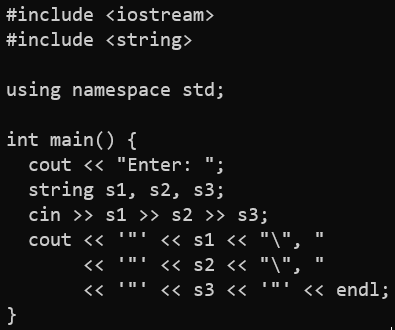 #include <iostream>
#include <string>
using namespace std;
int main() {
cout << "Enter: ";
string s1, s2, s3;
cin >> s1 >> s2 >> s3;
cout << '"' << s1 << "\", "
<< '"' << s2 << "\", "
<< '"' << s3 << '"' << endl;
}